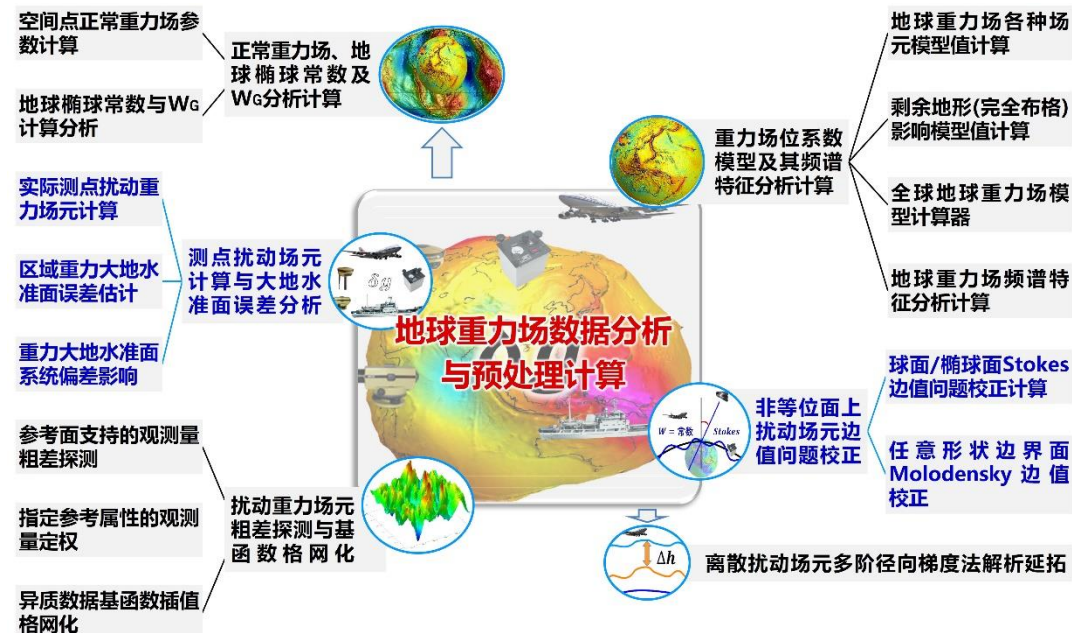 空间点正常重力场参
数计算
地球椭球常数与WG
计算分析
正常重力场、地
球椭球常数及
WG分析计算
地球重力场各种场
元模型值计算
剩余地形(完全布格)
影响模型值计算
全球地球重力场模
型计算器
地球重力场频谱特
征分析计算
重力场位系数
模型及其频谱
特征分析计算
实际测点扰动重
力场元计算
区域重力大地水
准面误差估计
重力大地水准面
系统偏差影响
测点扰动场元
计算与大地水
准面误差分析
δg
地球重力场数据分析
与预处理计算
球面/椭球面Stokes
边值问题校正计算
任意形状边界面
Molodensky边值
校正
非等位面上
扰动场元边
值问题校正
W = 常数
Stokes
参考面支持的观测量
粗差探测
指定参考属性的观测
量定权
异质数据基函数插值
格网化
扰动重力场元
粗差探测与基
函数格网化
Δh
离散扰动场元多阶径向梯度法解析延拓